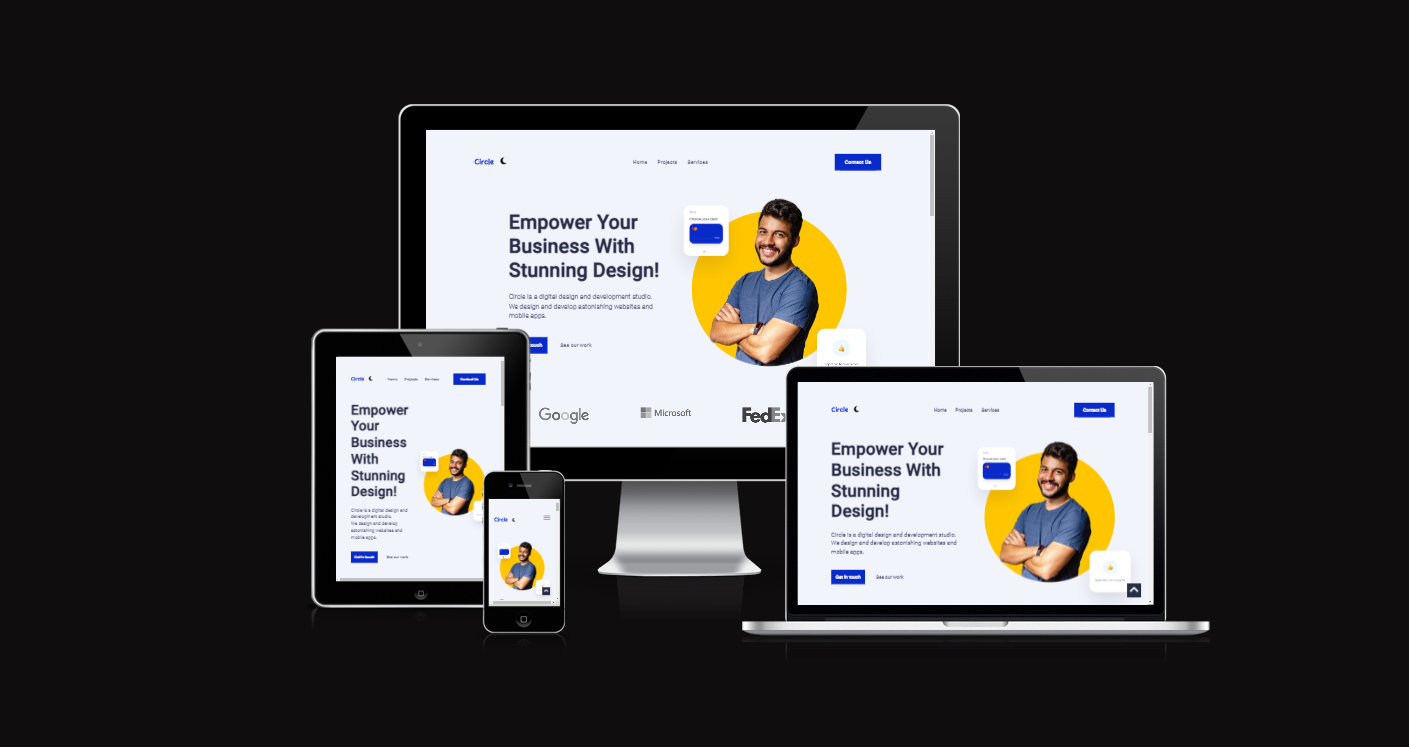 Circle
Home Projects Services
Contact Us
Empower Your
Business With
Stunning Design!
Circle is a digital design and development studio.
We design and develop astonishing websites and
mobile apps.
touch
See our work
Google
Microsoft
FedEx
Circle
Home Projects Services
Contact Us
Empower
Your
Business
With
Stunning
Design!
Circle is a digital design and
development studio.
We design and develop
astonishing websites and
mobile apps.
Get in touch
See our work
Circle
Circle
Home Projects Services
Contact Us
Empower Your
Business With
Stunning
Design!
Circle is a digital design and development studio.
We design and develop astonishing websites and
mobile apps.
Get in touch
See our work